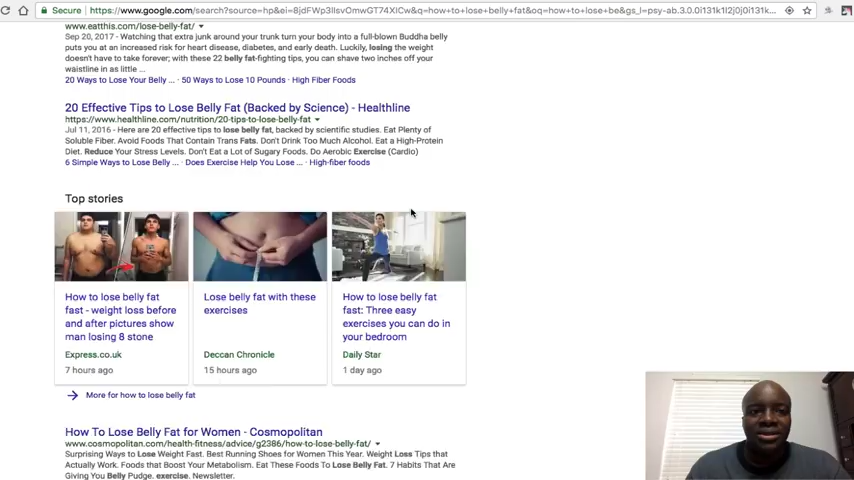 Secure
https://www.google.com/search?source=hp&ei=8jdFWp3IIsvOmwGT74XICw&q=how+to+lose+belly+fat&oq=how+to+lose+be&gs_l=psy-ab.3.0.0i131k1l2j0j0i131k...
www.eatthis.com/lose-belly-fat/
Sep 20, 2017 - Watching that extra junk around your trunk turn your body into a full-blown Buddha belly
puts you at an increased risk for heart disease, diabetes, and early death. Luckily, losing the weight
doesn't have to take forever; with these 22 belly fat-fighting tips, you can shave two inches off your
waistline in as little ...
20 Ways to Lose Your Belly ... · 50 Ways to Lose 10 Pounds · High Fiber Foods
20 Effective Tips to Lose Belly Fat (Backed by Science) - Healthline
https://www.healthline.com/nutrition/20-tips-to-lose-belly-fat
Jul 11, 2016 - Here are 20 effective tips to lose belly fat, backed by scientific studies. Eat Plenty of
Soluble Fiber. Avoid Foods That Contain Trans Fats. Don't Drink Too Much Alcohol. Eat a High-Protein
Diet. Reduce Your Stress Levels. Don't Eat a Lot of Sugary Foods. Do Aerobic Exercise (Cardio)
6 Simple Ways to Lose Belly ... · Does Exercise Help You Lose ... · High-fiber foods
Top stories
How to lose belly fat
fast - weight loss before
and after pictures show
man losing 8 stone
Express.co.uk
7 hours ago
Lose belly fat with these
exercises
Deccan Chronicle
15 hours ago
How to lose belly fat
fast: Three easy
exercises you can do in
your bedroom
Daily Star
1 day ago
More for how to lose belly fat
How To Lose Belly Fat for Women - Cosmopolitan
www.cosmopolitan.com/health-fitness/advice/g2386/how-to-lose-belly-fat/
Surprising Ways to Lose Weight Fast. Best Running Shoes for Women This Year. Weight Loss Tips that
Actually Work. Foods that Boost Your Metabolism. Eat These Foods To Lose Belly Fat. 7 Habits That Are
Giving You Belly Pudge. exercise. Newsletter.